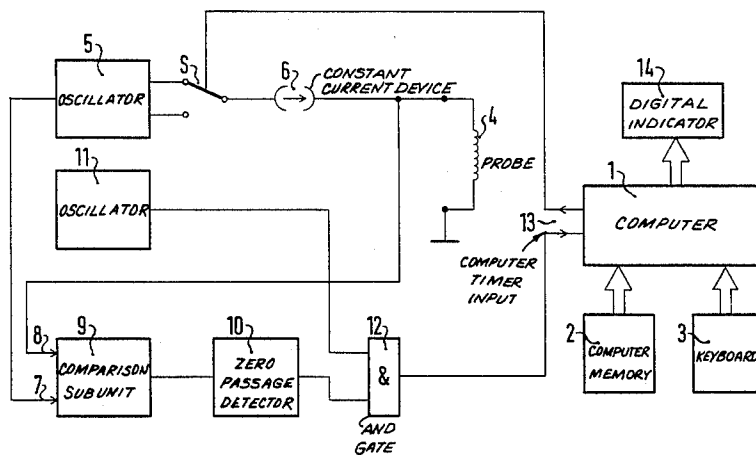 5
S
6
CONSTANT
CURRENT DEVICE
14
OSCILLATOR
DIGITAL
INDICATOR
4
PROBE
11
OSCILLATOR
1
COMPUTER
13
COMPUTER
TIMER
INPUT
8
9
10
12
2
3
COMPARISON
SUBUNIT
7
ZERO
PASSAGE
DETECTOR
&
COMPUTER
MEMORY
KEYBOARD
AND
GATE